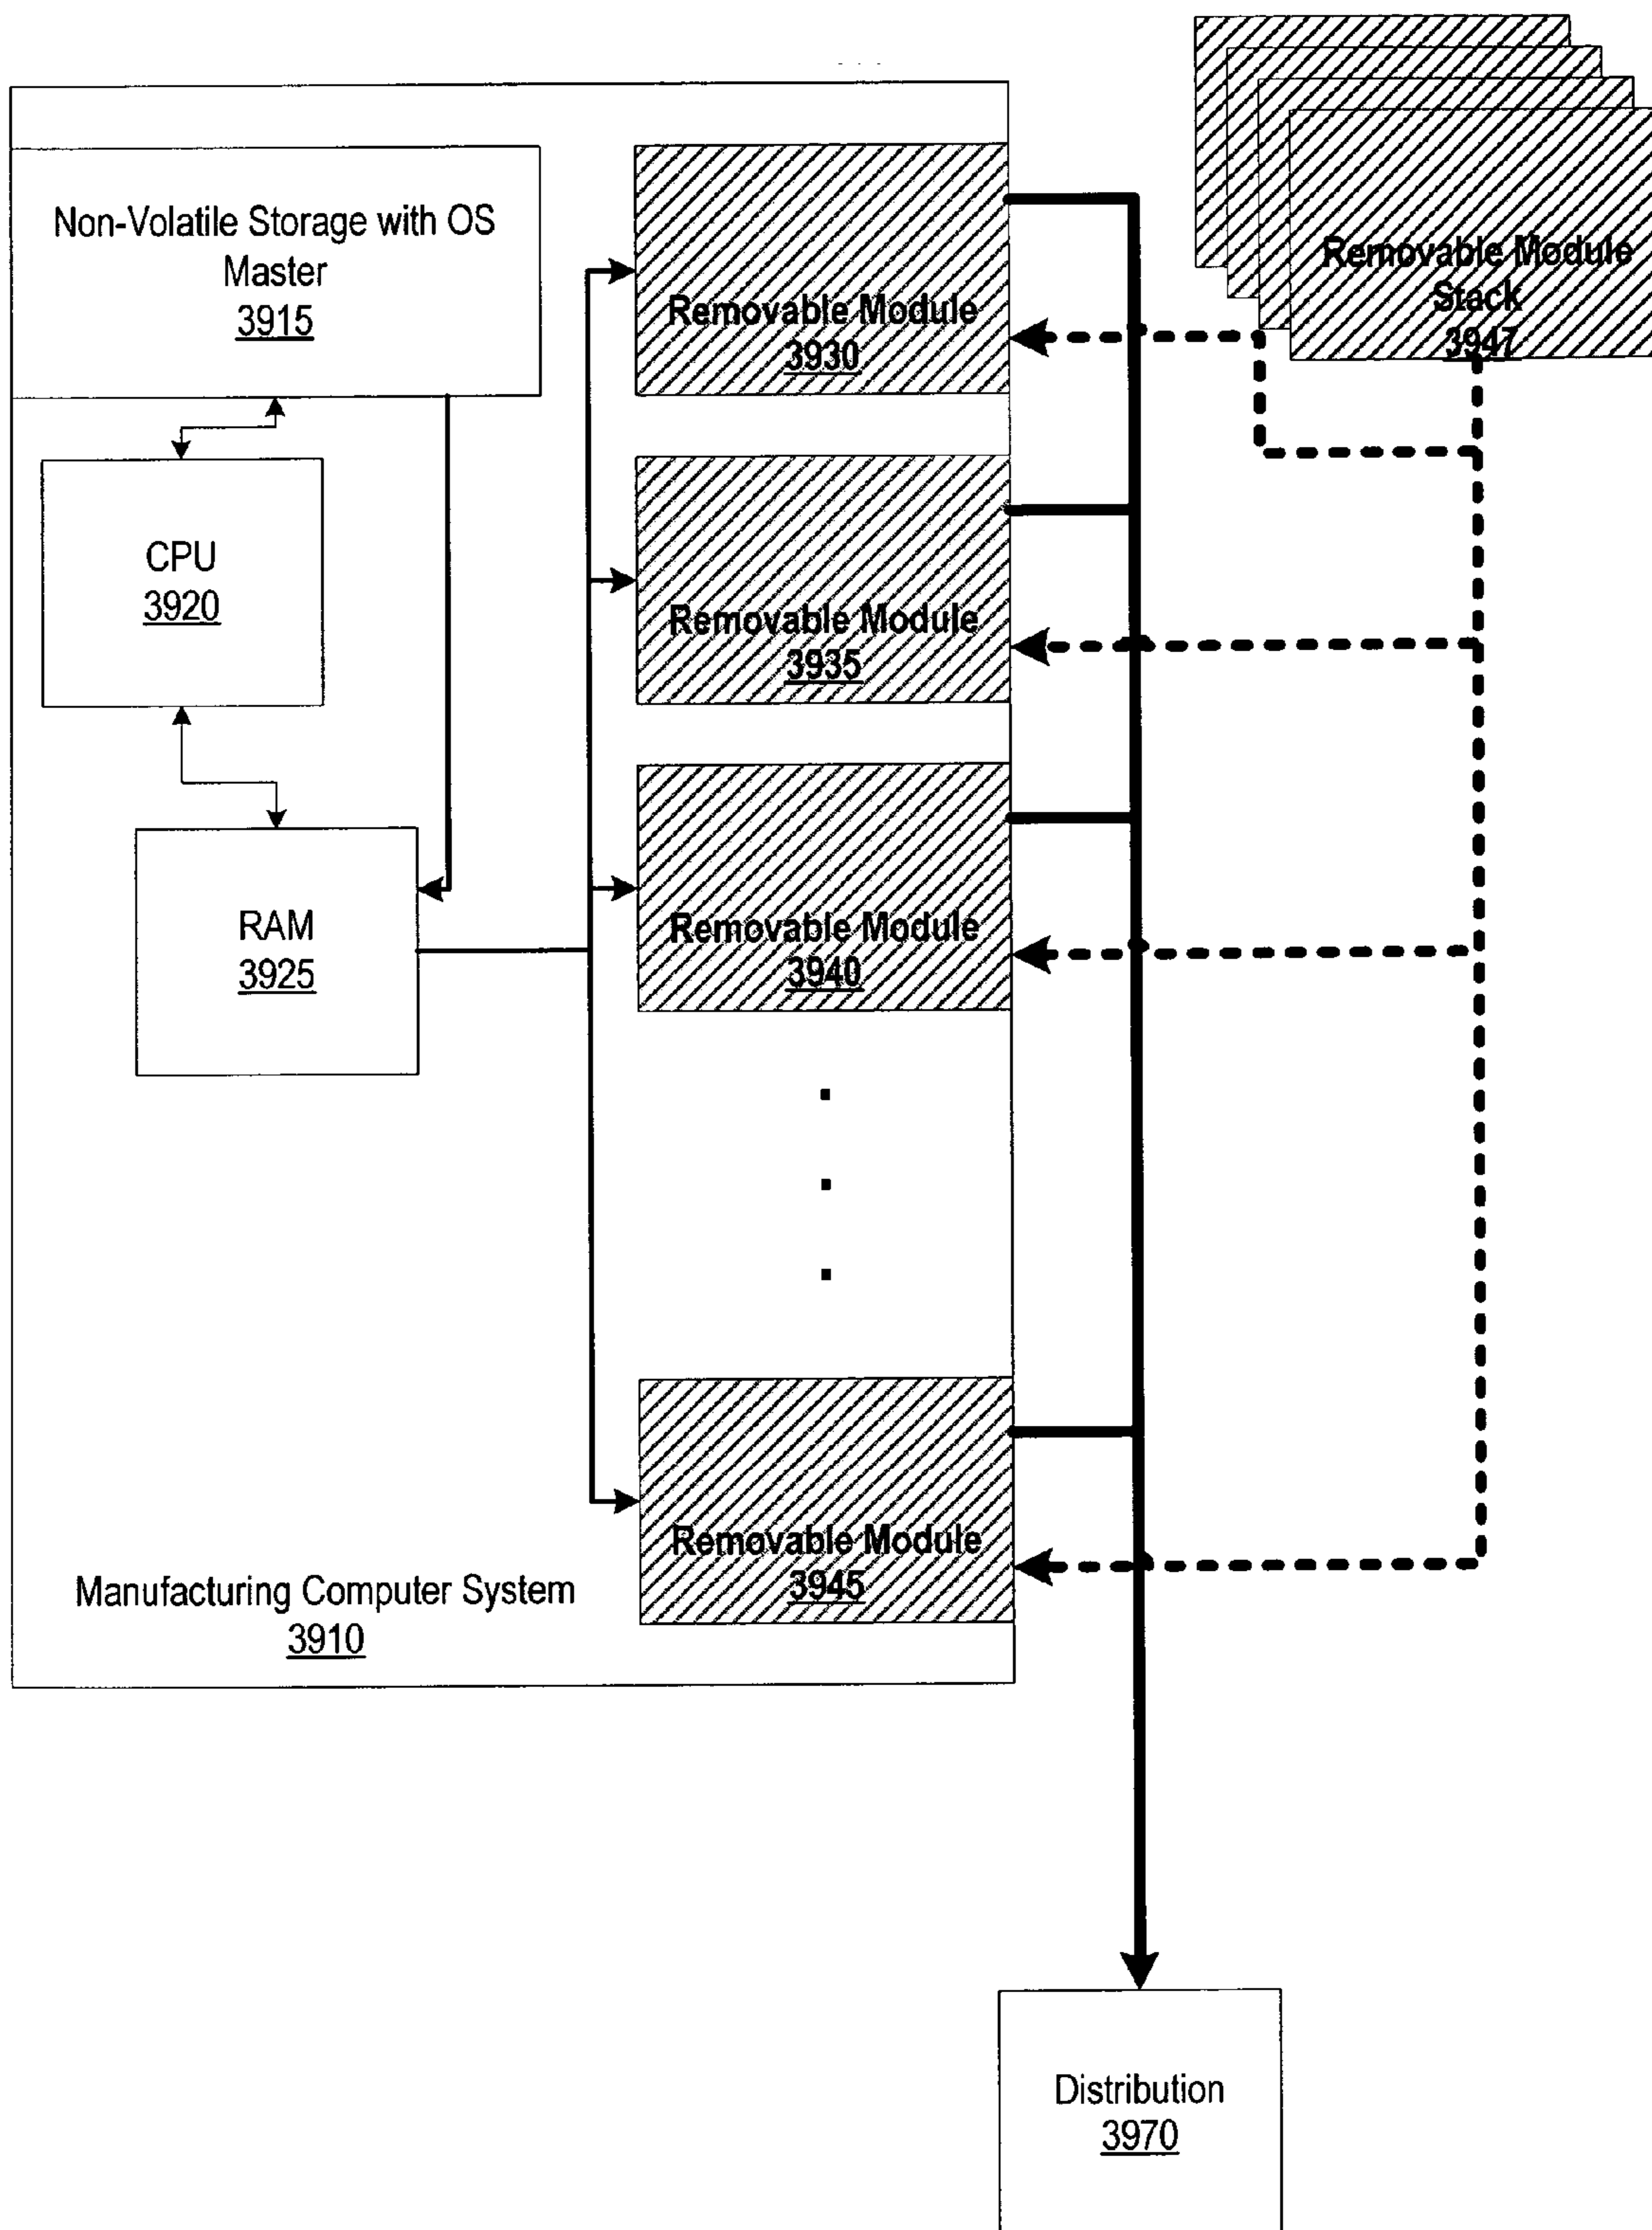 Non-Volatile Storage with OS
Master
3915
CPU
3920
RAM
3925
Removable Module
3930
Removable Module
3935
Removable Module
3940
Removable Module
3945
Removable Module
Stack
3947
Manufacturing Computer System
3910
Distribution
3970